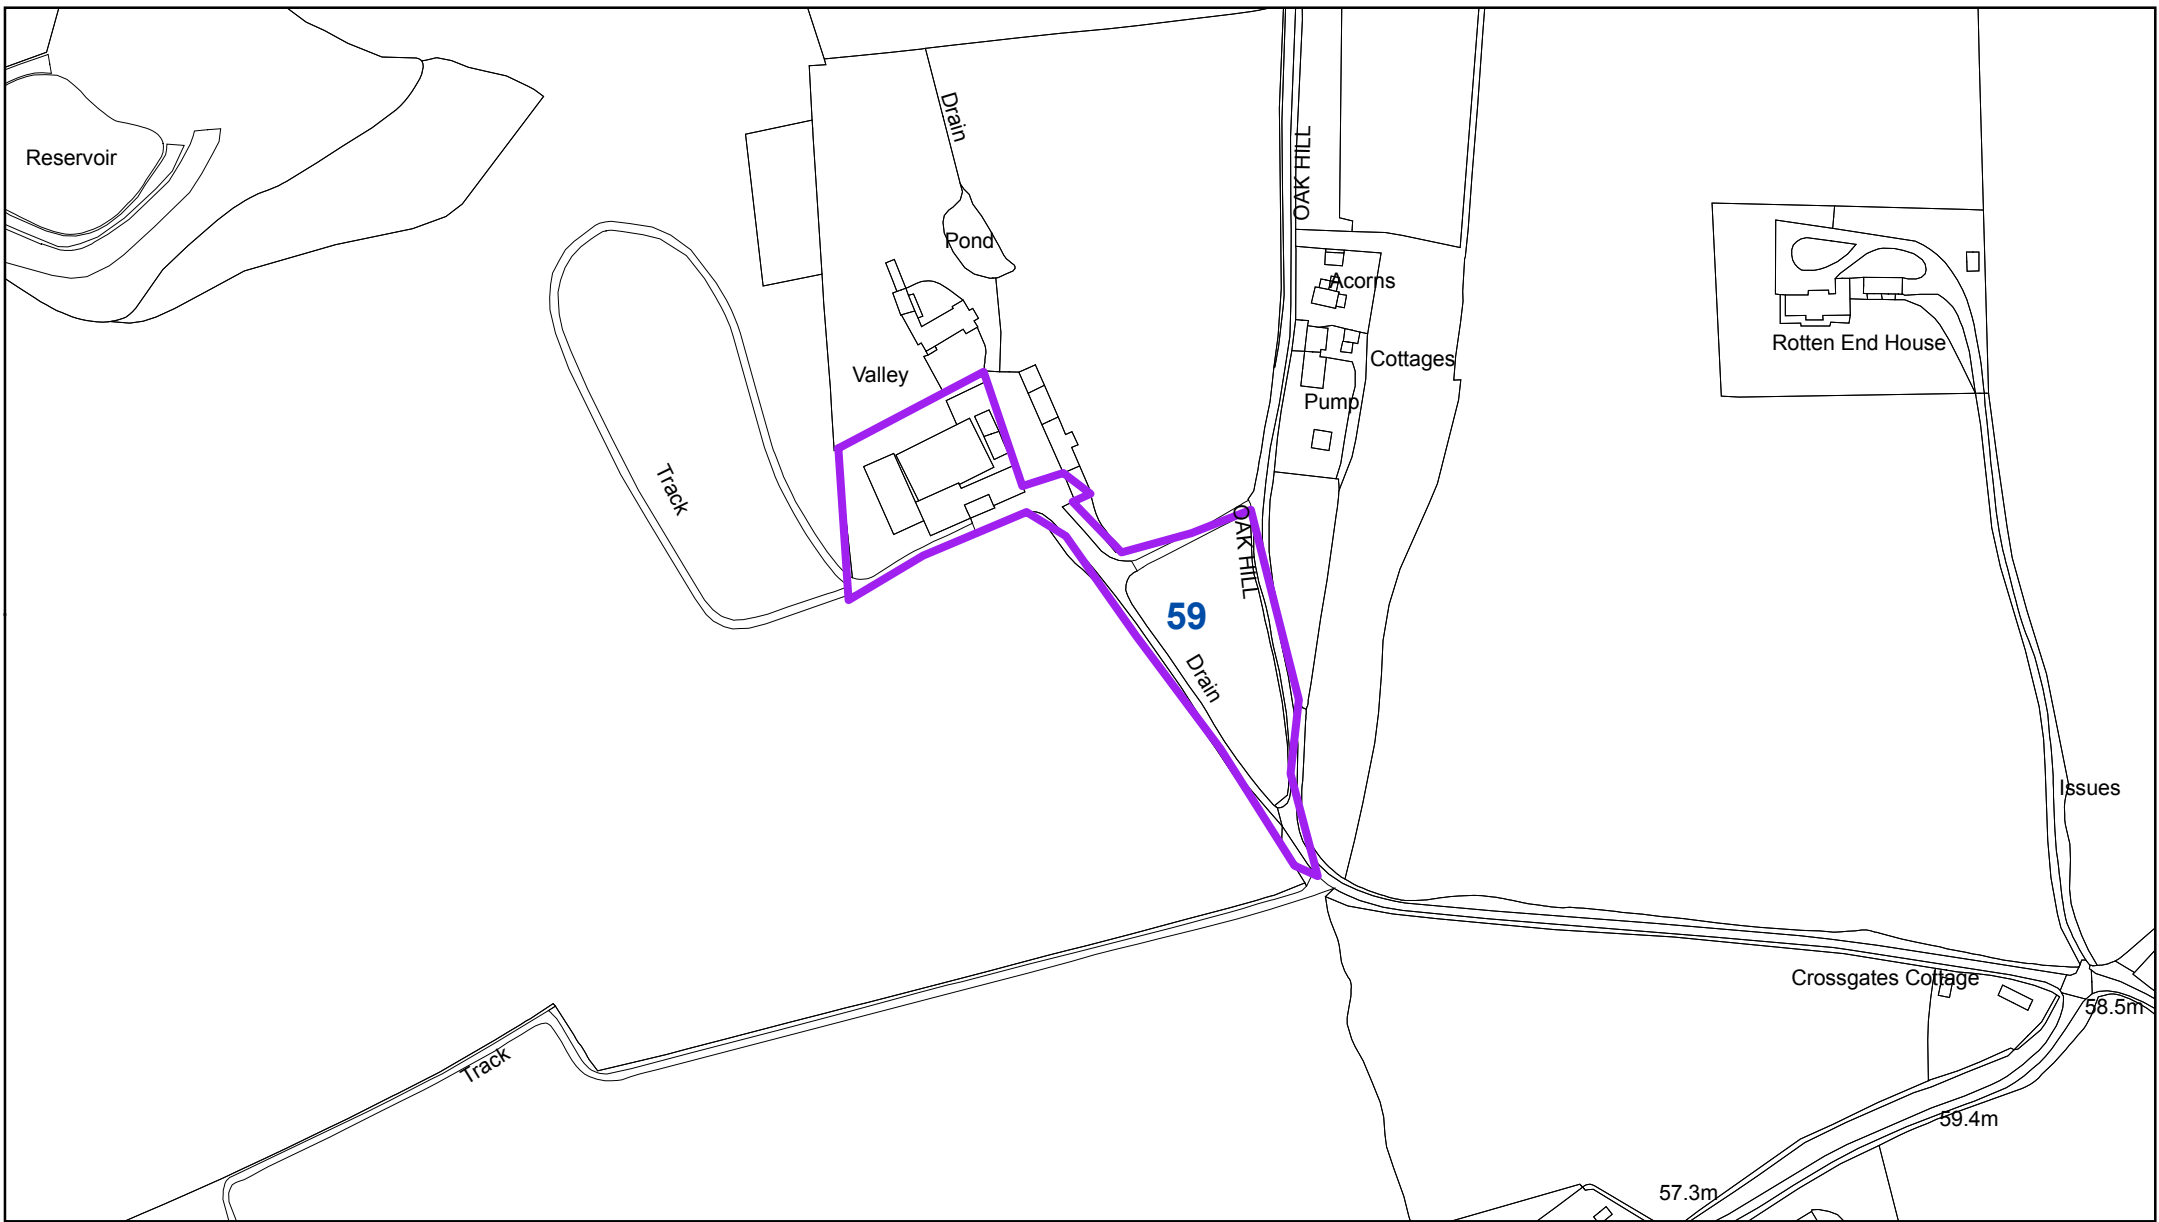 Drain
OAK HILL
Reservoir
Pond
Acorns
Rotten End House
Cottages
Valley
Pump
Track
OAK HILL
59
Drain
Issues
Crossgates Cottage
58.5m
Track
59.4m
57.3m